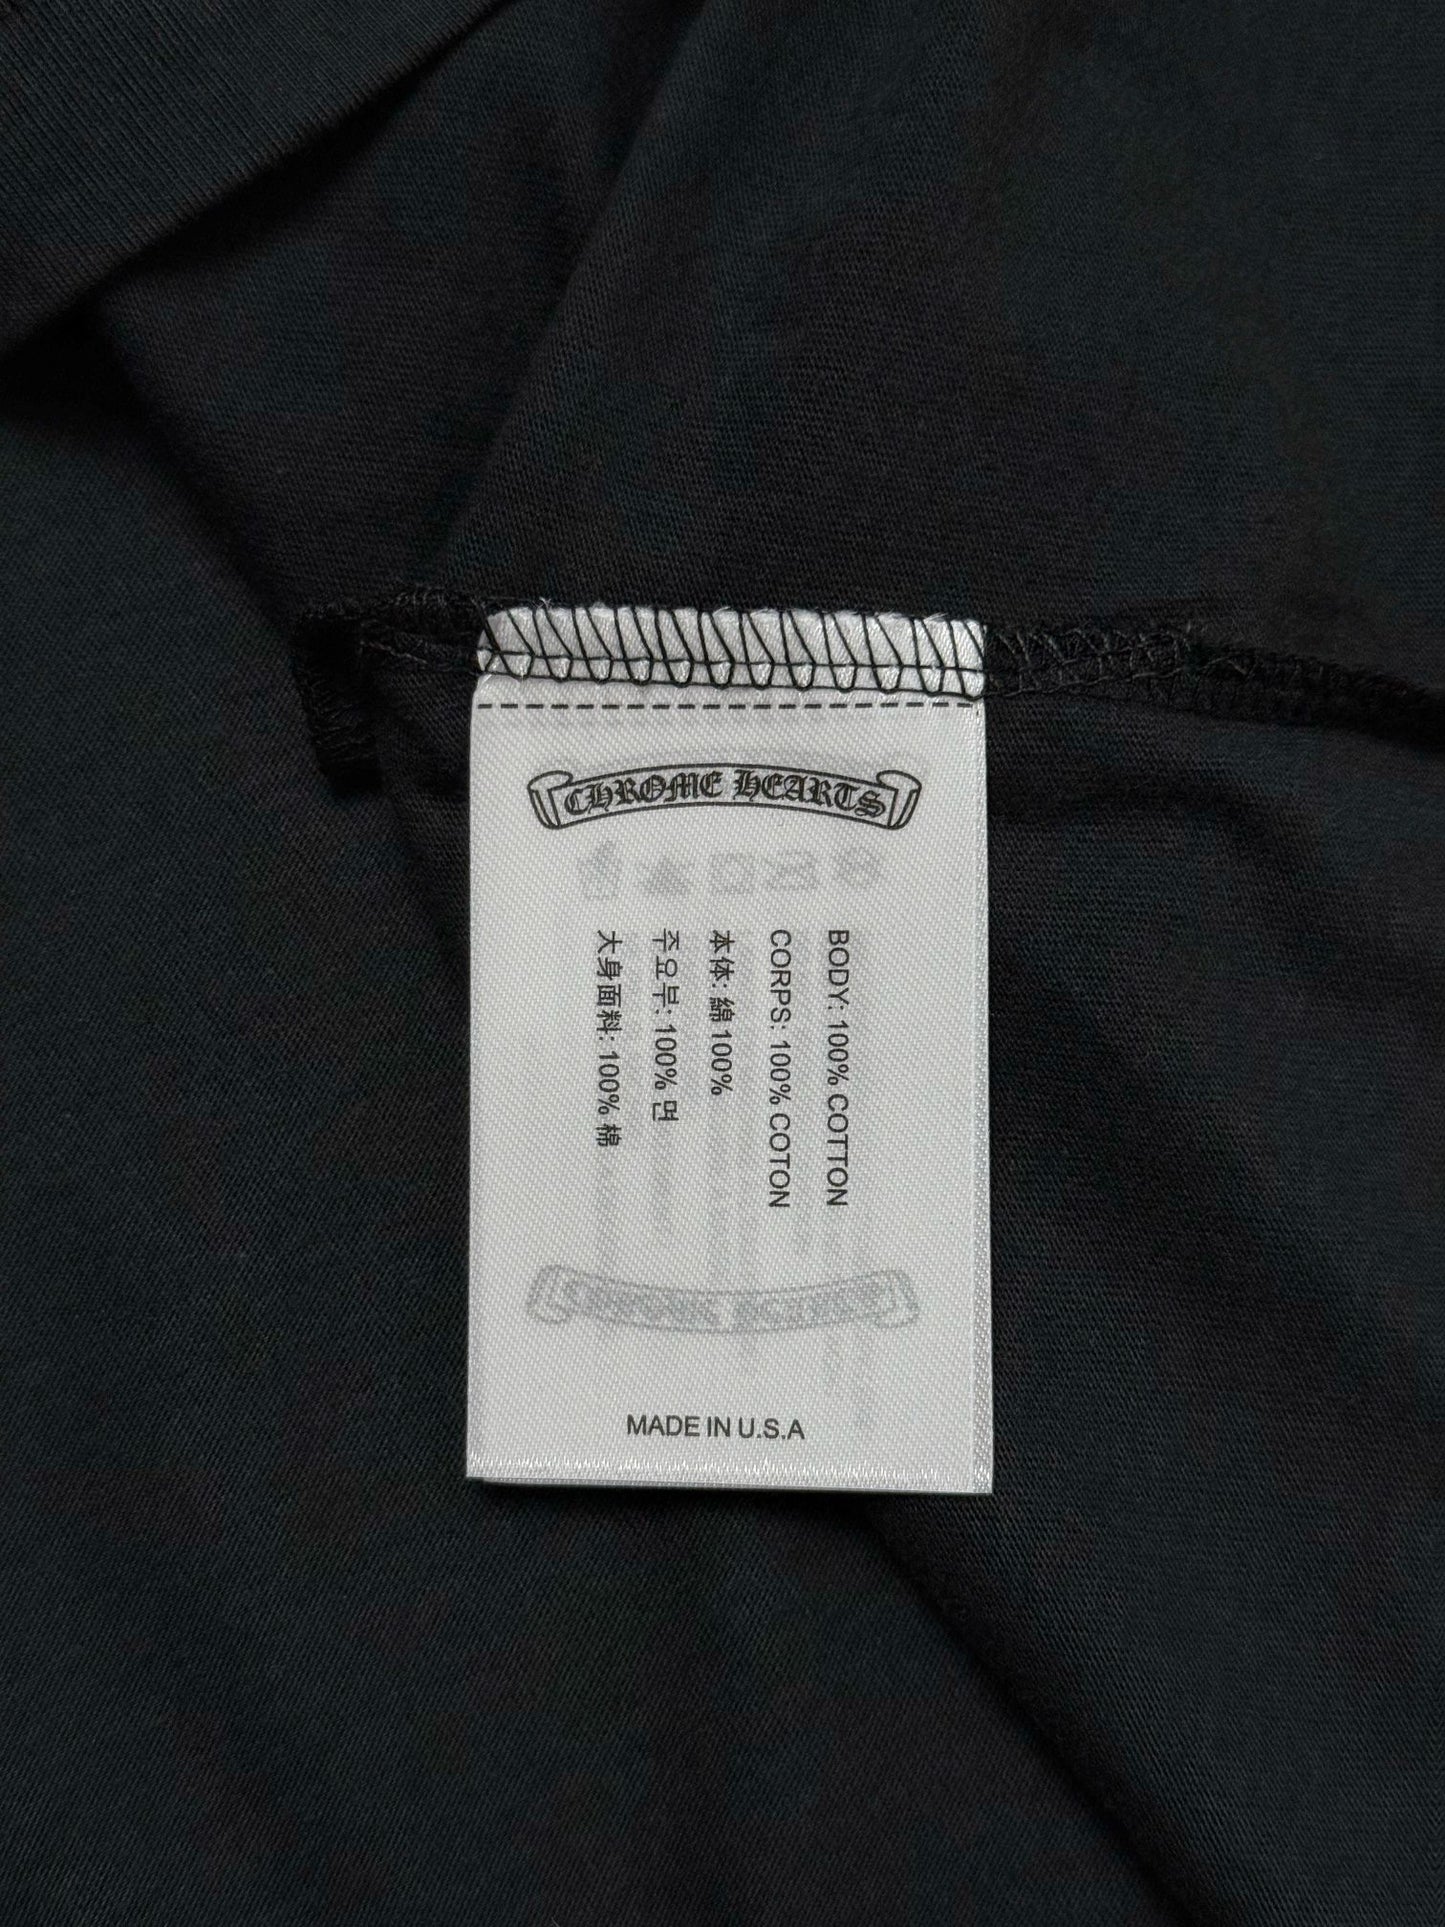 CHROME HEARTS
BODY: 100% COTTON
CORPS: 100% COTON
本体: 綿 100%
주요부: 100% 면
大身面料: 100% 棉
MADE IN U.S.A